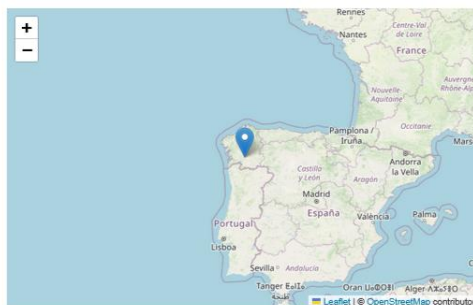 +
−
Rennes
Nantes
Centre-Val
de Loire
France
Nouvelle
Aquitaine
Auvergne
Rhône-Alp
Occitanie
Mars
Pamplona /
Iruña
Andorra
la Vella
Castilla
y León
Aragón
Madrid
España
Portugal
Palma
València
Lisboa
Sevilla
Andalucía
Tanger
Oran
Alger
Leaflet | © OpenStreetMap contributo